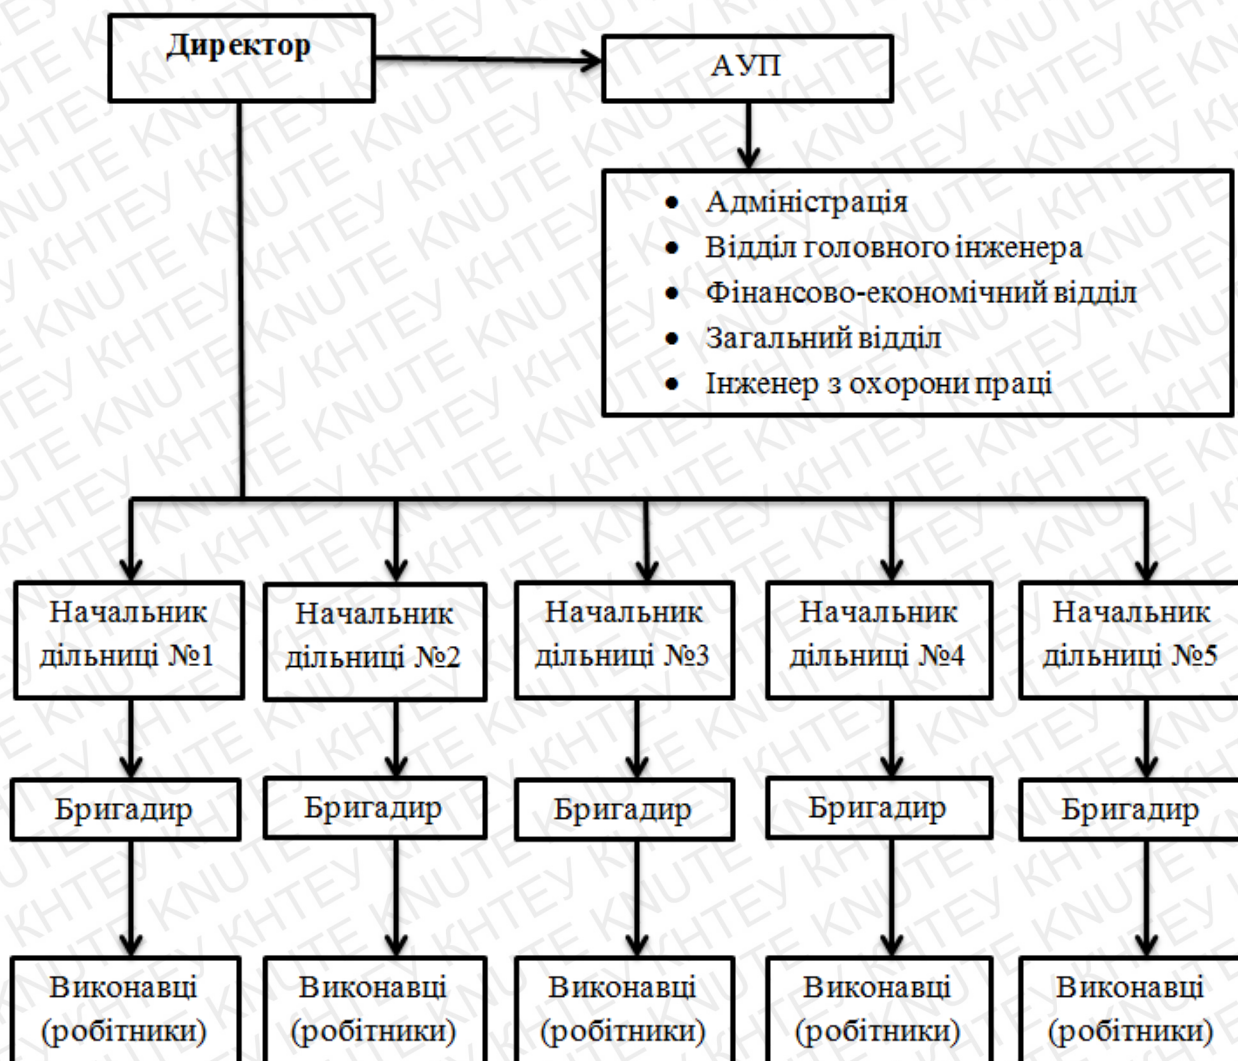 Директор
АУП
• Адміністрація
• Відділ головного інженера
• Фінансово-економічний відділ
• Загальний відділ
• Інженер з охорони праці
Начальник
дільниці №1
Начальник
дільниці №2
Начальник
дільниці №3
Начальник
дільниці №4
Начальник
дільниці №5
Бригадир
Бригадир
Бригадир
Бригадир
Бригадир
Виконавці
(робітники)
Виконавці
(робітники)
Виконавці
(робітники)
Виконавці
(робітники)
Виконавці
(робітники)
KNUTE КНТЕУ